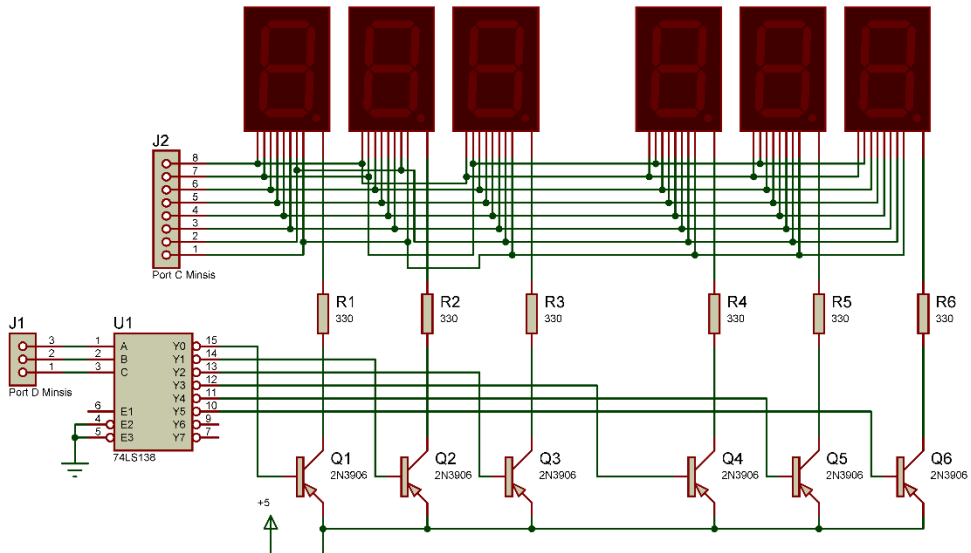 J2
8
7
6
5
4
3
2
1
Port C Minsis
R1
330
R2
330
R3
330
R4
330
R5
330
R6
330
J1
3
2
1
Port D Minsis
U1
1 A Y0 15
2 B Y1 14
3 C Y2 13
Y3 12
Y4 11
6 E1 Y5 10
4 E2 Y6 9
5 E3 Y7 7
74LS138
Q1
2N3906
Q2
2N3906
Q3
2N3906
Q4
2N3906
Q5
2N3906
Q6
2N3906
+5